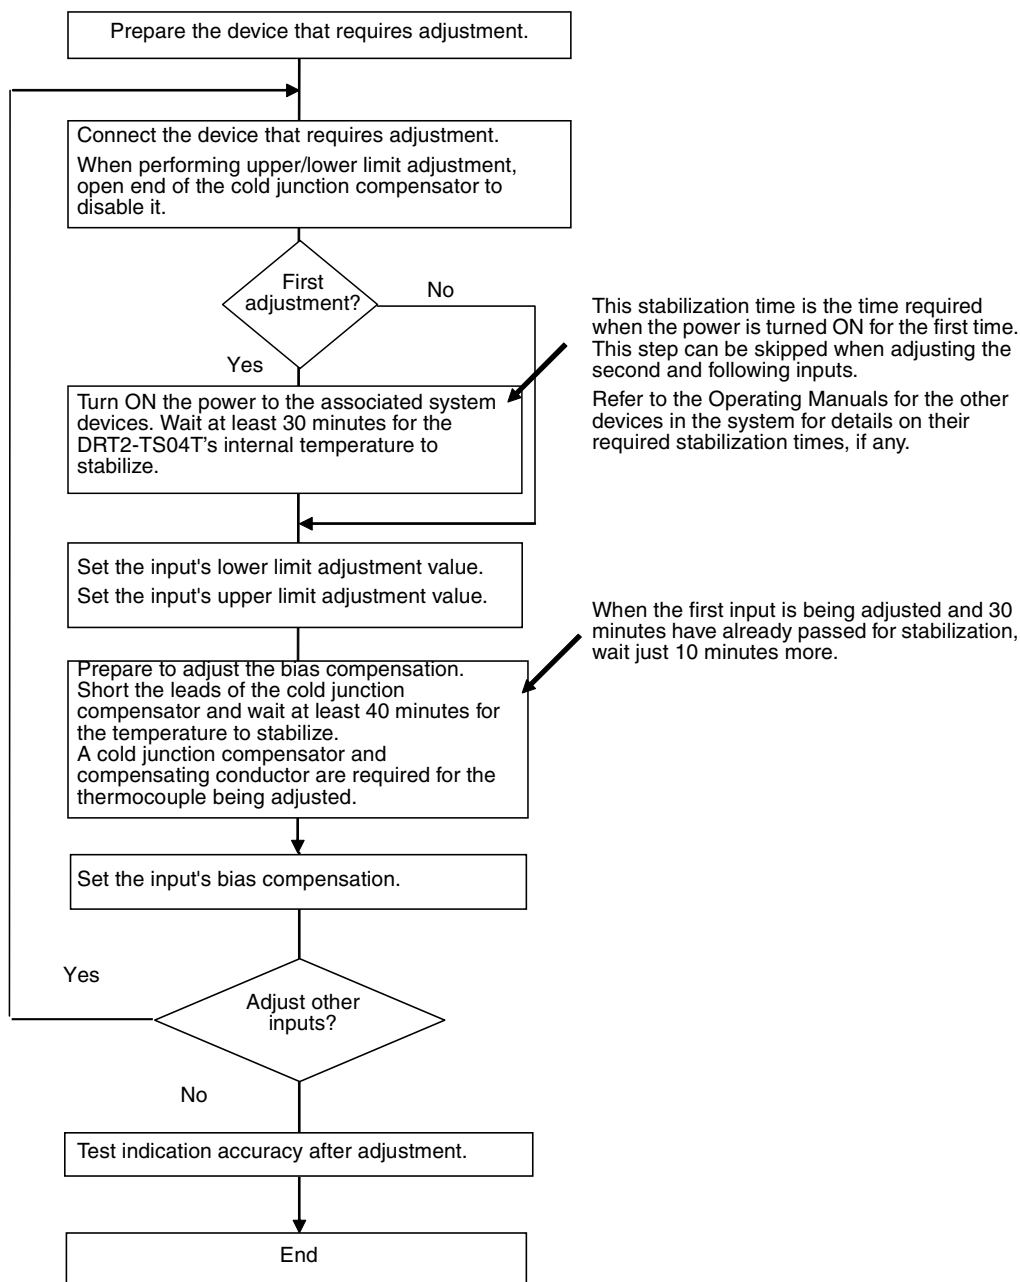 Prepare the device that requires adjustment.
Connect the device that requires adjustment.
When performing upper/lower limit adjustment,
open end of the cold junction compensator to
disable it.
First
adjustment?
No
Yes
This stabilization time is the time required
when the power is turned ON for the first time.
This step can be skipped when adjusting the
second and following inputs.
Refer to the Operating Manuals for the other
devices in the system for details on their
required stabilization times, if any.
Turn ON the power to the associated system
devices. Wait at least 30 minutes for the
DRT2-TS04T's internal temperature to
stabilize.
Set the input's lower limit adjustment value.
Set the input's upper limit adjustment value.
When the first input is being adjusted and 30
minutes have already passed for stabilization,
wait just 10 minutes more.
Prepare to adjust the bias compensation.
Short the leads of the cold junction
compensator and wait at least 40 minutes for
the temperature to stabilize.
A cold junction compensator and
compensating conductor are required for the
thermocouple being adjusted.
Set the input's bias compensation.
Yes
Adjust other
inputs?
No
Test indication accuracy after adjustment.
End